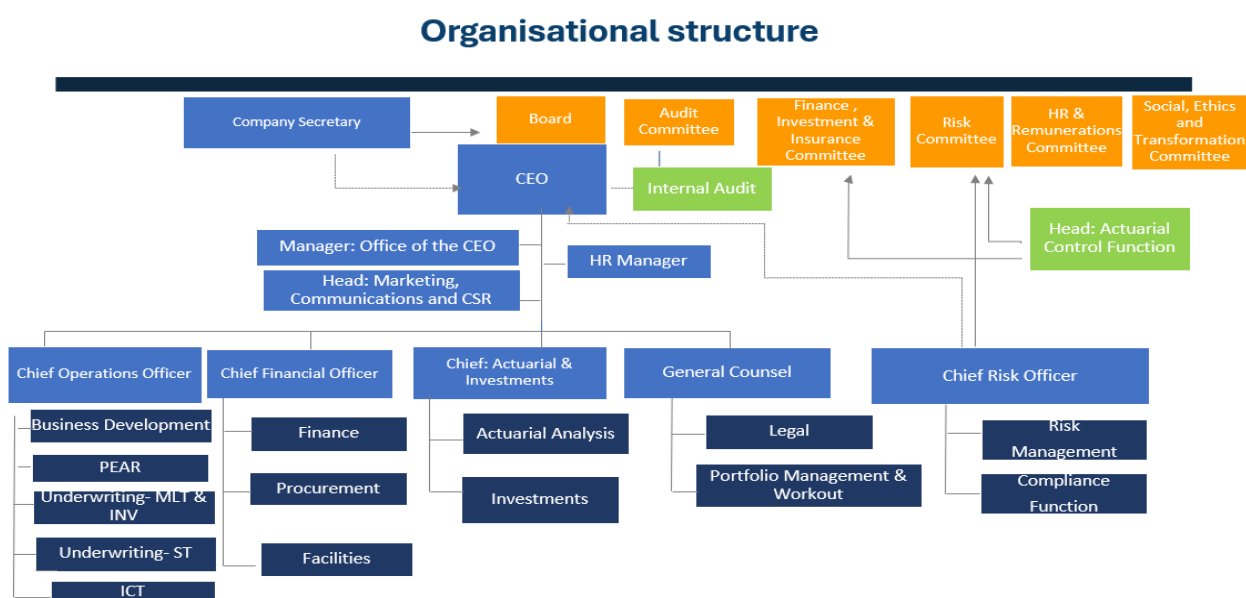 Organisational structure
Company Secretary
Board
Audit
Committee
Finance ,
Investment &
Insurance
Committee
Risk
Committee
HR &
Remunerations
Committee
Social, Ethics
and
Transformation
Committee
CEO
Internal Audit
Head: Actuarial
Control Function
Manager: Office of the CEO
HR Manager
Head: Marketing,
Communications and CSR
Chief Operations Officer
Chief Financial Officer
Chief: Actuarial &
Investments
General Counsel
Chief Risk Officer
Business Development
PEAR
Underwriting- MLT &
INV
Underwriting- ST
ICT
Finance
Procurement
Facilities
Actuarial Analysis
Investments
Legal
Portfolio Management &
Workout
Risk
Management
Compliance
Function